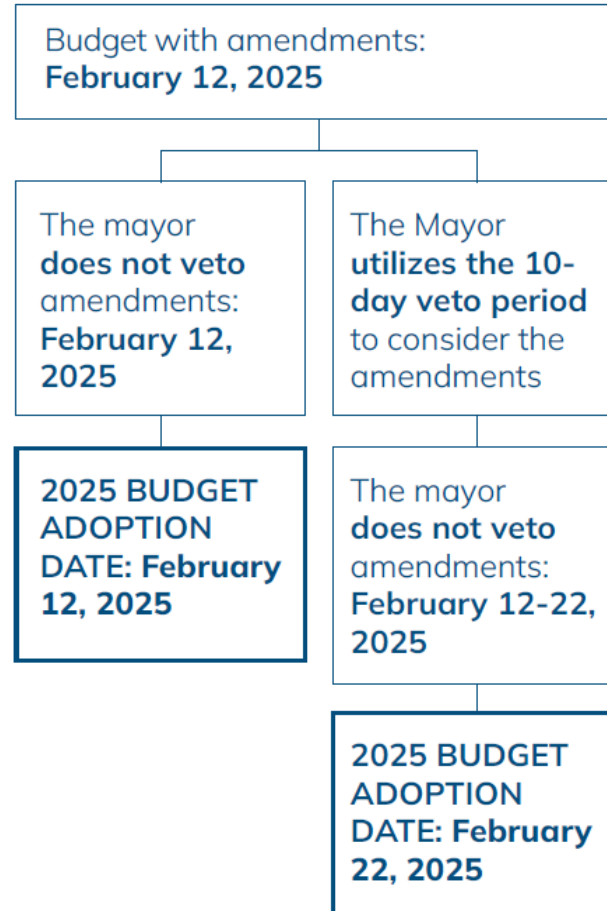 Budget with amendments:
February 12, 2025
The mayor
does not veto
amendments:
February 12,
2025
2025 BUDGET
ADOPTION
DATE: February
12, 2025
The Mayor
utilizes the 10-
day veto period
to consider the
amendments
The mayor
does not veto
amendments:
February 12-22,
2025
2025 BUDGET
ADOPTION
DATE: February
22, 2025